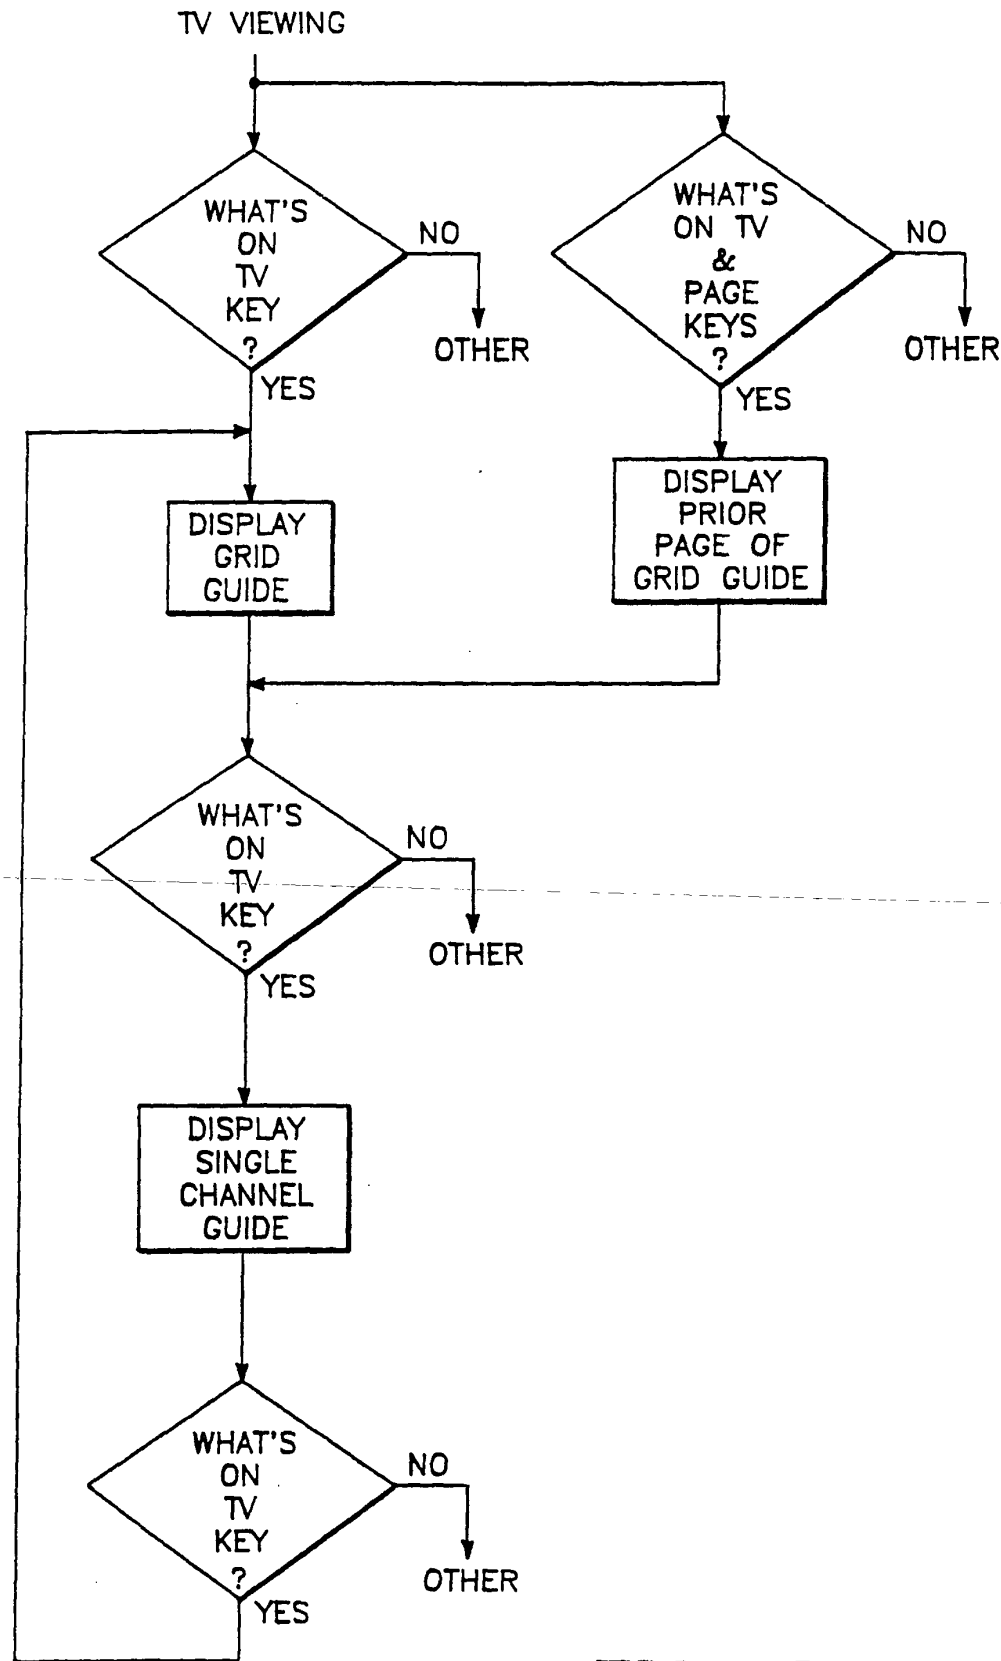 TV VIEWING
WHAT'S
ON
TV
KEY
?
NO
OTHER
YES
WHAT'S
ON TV
&
PAGE
KEYS
?
NO
OTHER
YES
DISPLAY
GRID
GUIDE
DISPLAY
PRIOR
PAGE OF
GRID GUIDE
WHAT'S
ON
TV
KEY
?
NO
OTHER
YES
DISPLAY
SINGLE
CHANNEL
GUIDE
WHAT'S
ON
TV
KEY
?
NO
OTHER
YES